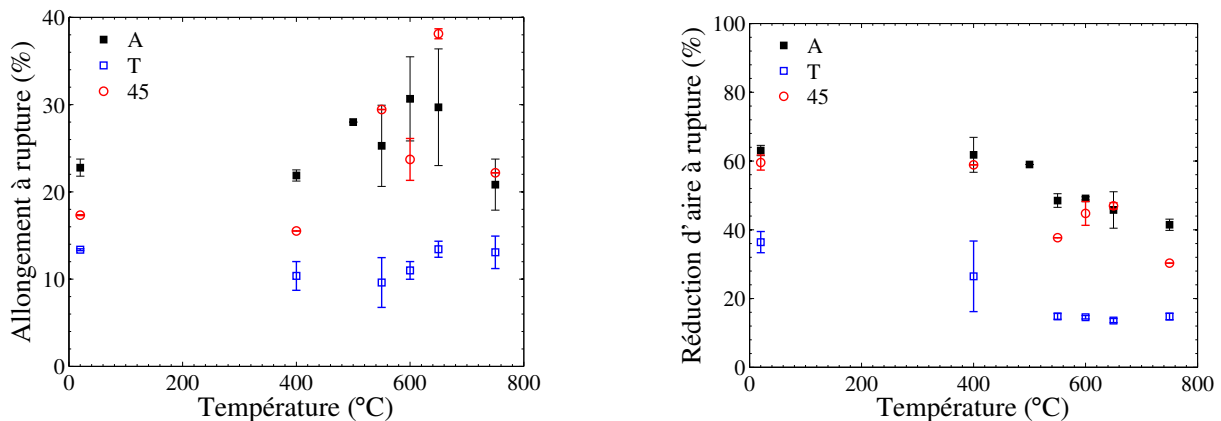 Allongement à rupture (%)
40
30
20
10
0
A
T
45
0 200 400 600 800
Température (°C)
Réduction d'aire à rupture (%)
100
80
60
40
20
0
A
T
45
0 200 400 600 800
Température (°C)